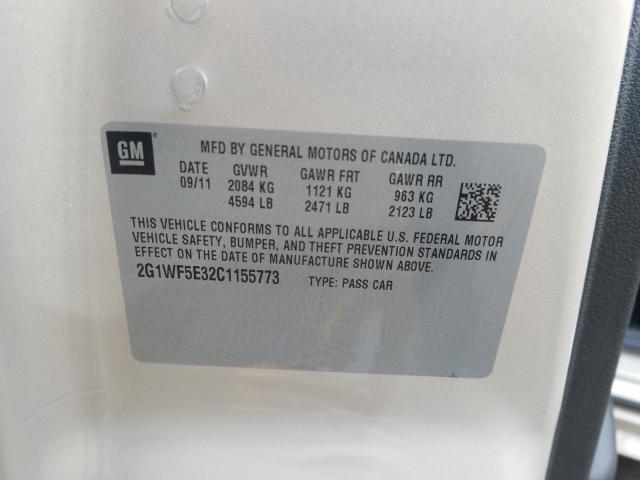 GM
MFD BY GENERAL MOTORS OF CANADA LTD.
DATE GVWR GAWR FRT GAWR RR
09/11 2084 KG 1121 KG 963 KG
4594 LB 2471 LB 2123 LB
THIS VEHICLE CONFORMS TO ALL APPLICABLE U.S. FEDERAL MOTOR
VEHICLE SAFETY, BUMPER, AND THEFT PREVENTION STANDARDS IN
EFFECT ON THE DATE OF MANUFACTURE SHOWN ABOVE.
2G1WF5E32C1155773 TYPE: PASS CAR